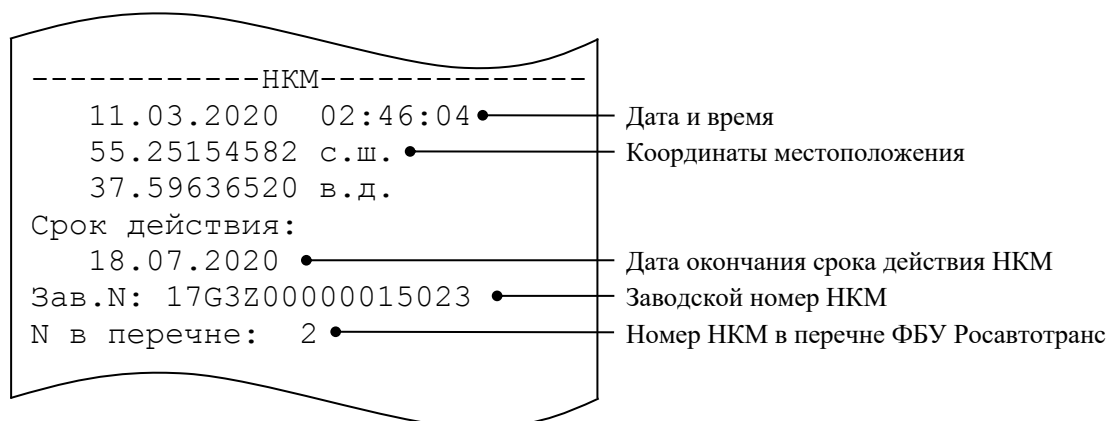 ------------НКМ--------------
11.03.2020 02:46:04 Дата и время
55.25154582 с.ш. Координаты местоположения
37.59636520 в.д.
Срок действия:
18.07.2020 Дата окончания срока действия НКМ
Зав.N: 17G3Z00000015023 Заводской номер НКМ
N в перечне: 2 Номер НКМ в перечне ФБУ Росавтотранс